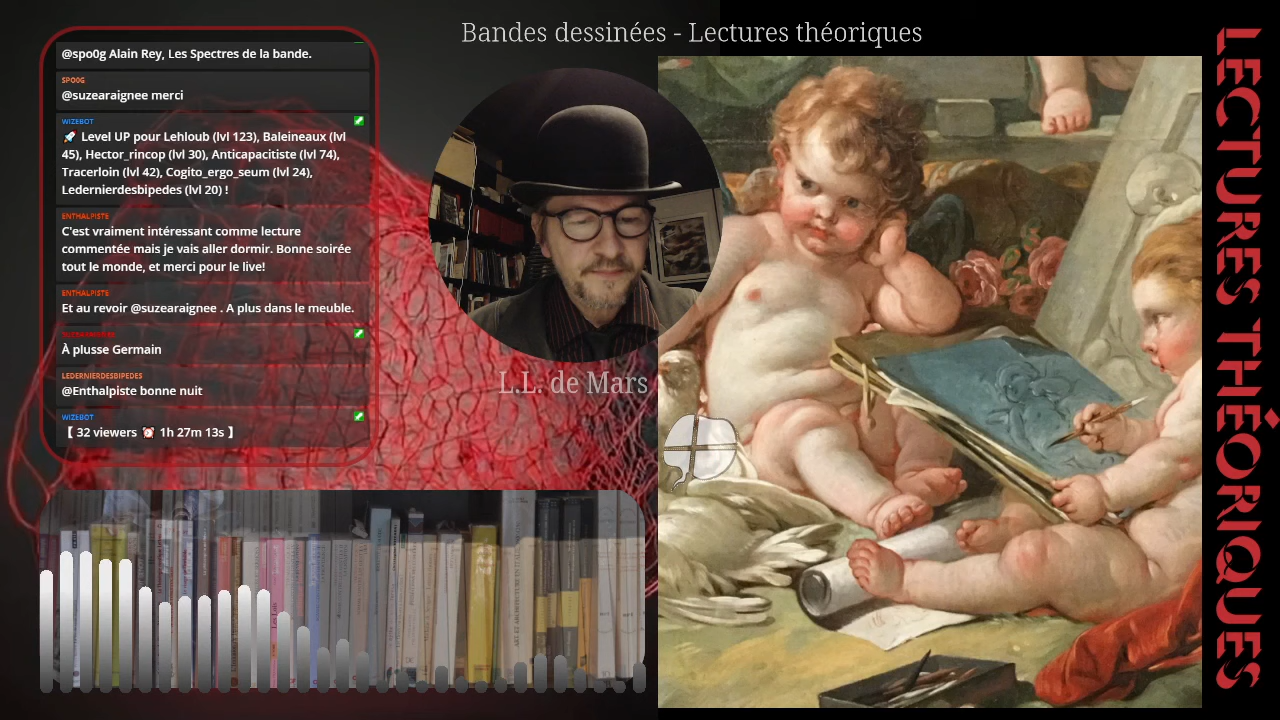 Bandes dessinées - Lectures théoriques
@spo0g Alain Rey, Les Spectres de la bande.
SPO0G
@suzearaignee merci
WIZEBOT
🚀 Level UP pour Lehloub (lvl 123), Baleineaux (lvl
45), Hector_rincop (lvl 30), Anticapacitiste (lvl 74),
Tracerloin (lvl 42), Cogito_ergo_seum (lvl 24),
Ledernierdesbipedes (lvl 20) !
ENTHALPISTE
C'est vraiment intéressant comme lecture
commentée mais je vais aller dormir. Bonne soirée
tout le monde, et merci pour le live!
ENTHALPISTE
Et au revoir @suzearaignee . A plus dans le meuble.
SUZEARAIGNEE
À plusse Germain
LEDERNIERDESBIPEDES
@Enthalpiste bonne nuit
WIZEBOT
【 32 viewers ⏰ 1h 27m 13s 】
L.L. de Mars
LECTURES THÉORIQUES